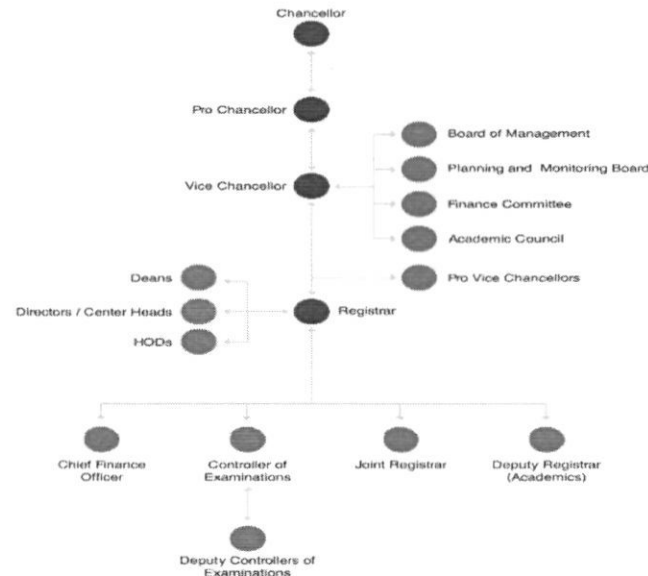 Chancellor
Pro Chancellor
Board of Management
Planning and Monitoring Board
Vice Chancellor
Finance Committee
Academic Council
Deans
Pro Vice Chancellors
Directors / Center Heads
Registrar
HODs
Chief Finance
Officer
Controller of
Examinations
Joint Registrar
Deputy Registrar
(Academics)
Deputy Controllers of
Examinations